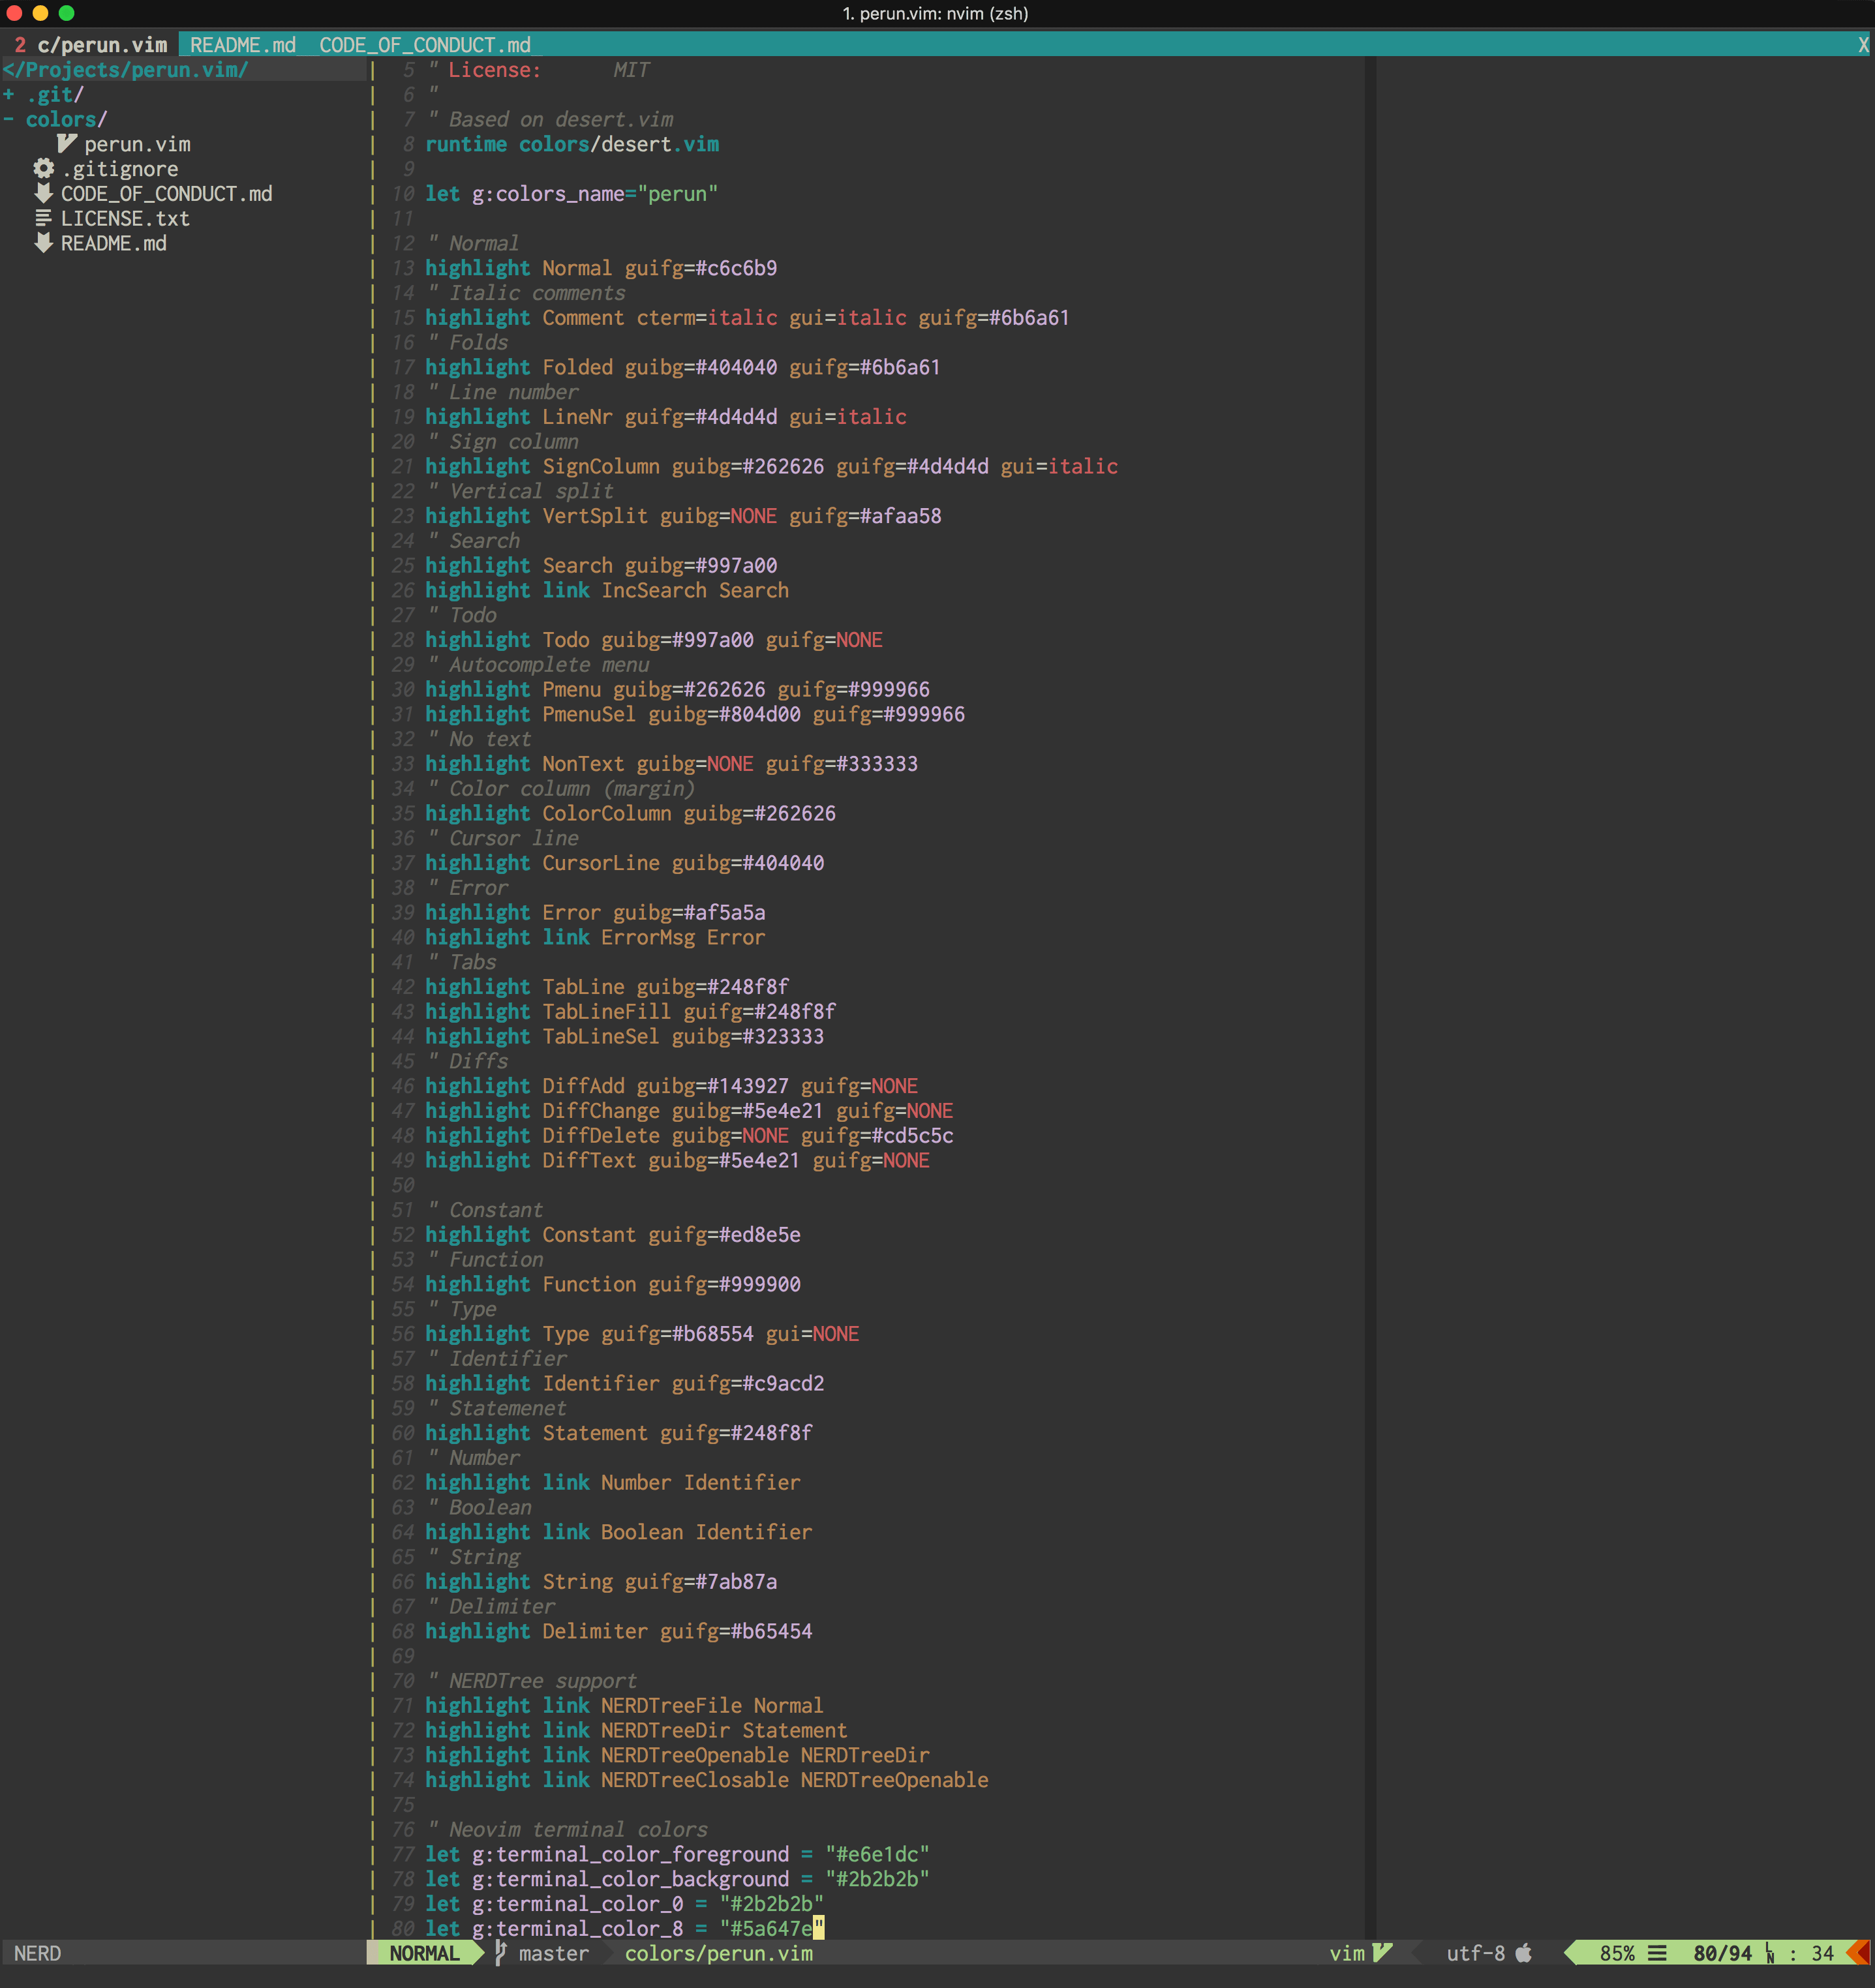 1. perun.vim: nvim (zsh)
2 c/perun.vim README.md CODE_OF_CONDUCT.md X
</Projects/perun.vim/
+ .git/
- colors/
perun.vim
.gitignore
CODE_OF_CONDUCT.md
LICENSE.txt
README.md
5 " License: MIT
6 "
7 " Based on desert.vim
8 runtime colors/desert.vim
9
10 let g:colors_name="perun"
11
12 " Normal
13 highlight Normal guifg=#c6c6b9
14 " Italic comments
15 highlight Comment cterm=italic gui=italic guifg=#6b6a61
16 " Folds
17 highlight Folded guibg=#404040 guifg=#6b6a61
18 " Line number
19 highlight LineNr guifg=#4d4d4d gui=italic
20 " Sign column
21 highlight SignColumn guibg=#262626 guifg=#4d4d4d gui=italic
22 " Vertical split
23 highlight VertSplit guibg=NONE guifg=#afaa58
24 " Search
25 highlight Search guibg=#997a00
26 highlight link IncSearch Search
27 " Todo
28 highlight Todo guibg=#997a00 guifg=NONE
29 " Autocomplete menu
30 highlight Pmenu guibg=#262626 guifg=#999966
31 highlight PmenuSel guibg=#804d00 guifg=#999966
32 " No text
33 highlight NonText guibg=NONE guifg=#333333
34 " Color column (margin)
35 highlight ColorColumn guibg=#262626
36 " Cursor line
37 highlight CursorLine guibg=#404040
38 " Error
39 highlight Error guibg=#af5a5a
40 highlight link ErrorMsg Error
41 " Tabs
42 highlight TabLine guibg=#248f8f
43 highlight TabLineFill guifg=#248f8f
44 highlight TabLineSel guibg=#323333
45 " Diffs
46 highlight DiffAdd guibg=#143927 guifg=NONE
47 highlight DiffChange guibg=#5e4e21 guifg=NONE
48 highlight DiffDelete guibg=NONE guifg=#cd5c5c
49 highlight DiffText guibg=#5e4e21 guifg=NONE
50
51 " Constant
52 highlight Constant guifg=#ed8e5e
53 " Function
54 highlight Function guifg=#999900
55 " Type
56 highlight Type guifg=#b68554 gui=NONE
57 " Identifier
58 highlight Identifier guifg=#c9acd2
59 " Statemenet
60 highlight Statement guifg=#248f8f
61 " Number
62 highlight link Number Identifier
63 " Boolean
64 highlight link Boolean Identifier
65 " String
66 highlight String guifg=#7ab87a
67 " Delimiter
68 highlight Delimiter guifg=#b65454
69
70 " NERDTree support
71 highlight link NERDTreeFile Normal
72 highlight link NERDTreeDir Statement
73 highlight link NERDTreeOpenable NERDTreeDir
74 highlight link NERDTreeClosable NERDTreeOpenable
75
76 " Neovim terminal colors
77 let g:terminal_color_foreground = "#e6e1dc"
78 let g:terminal_color_background = "#2b2b2b"
79 let g:terminal_color_0 = "#2b2b2b"
80 let g:terminal_color_8 = "#5a647e"
NERD NORMAL master colors/perun.vim vim utf-8 85% 80/94 LN : 34